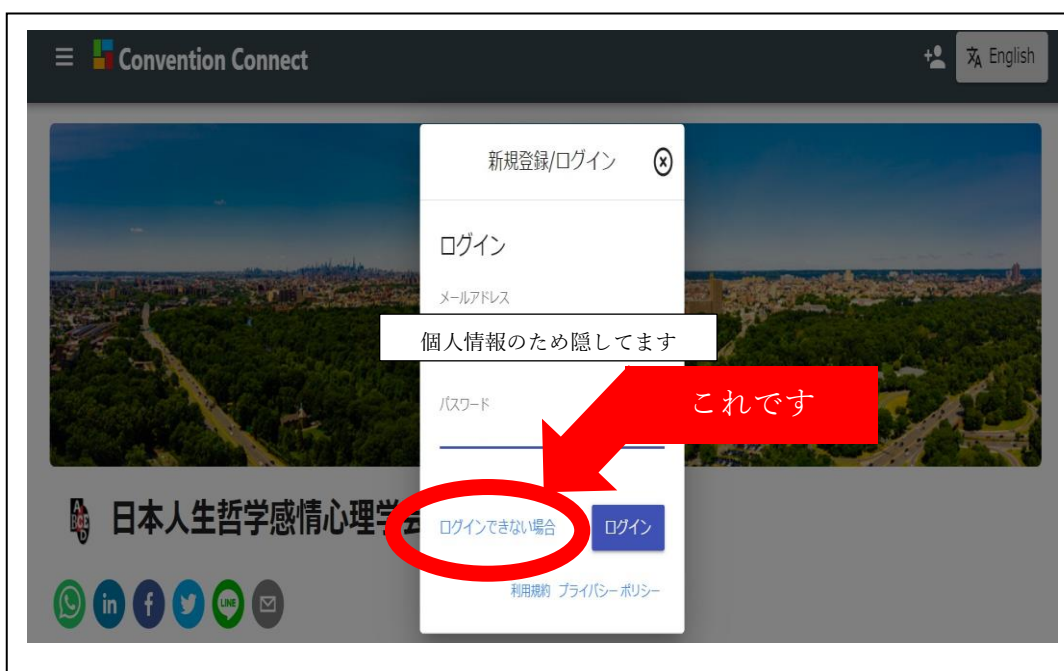 Convention Connect
English
新規登録/ログイン
ログイン
メールアドレス
個人情報のため隠してます
パスワード
これです
日本人生哲学感情心理学会
ログインできない場合
ログイン
利用規約 プライバシーポリシー
LINE